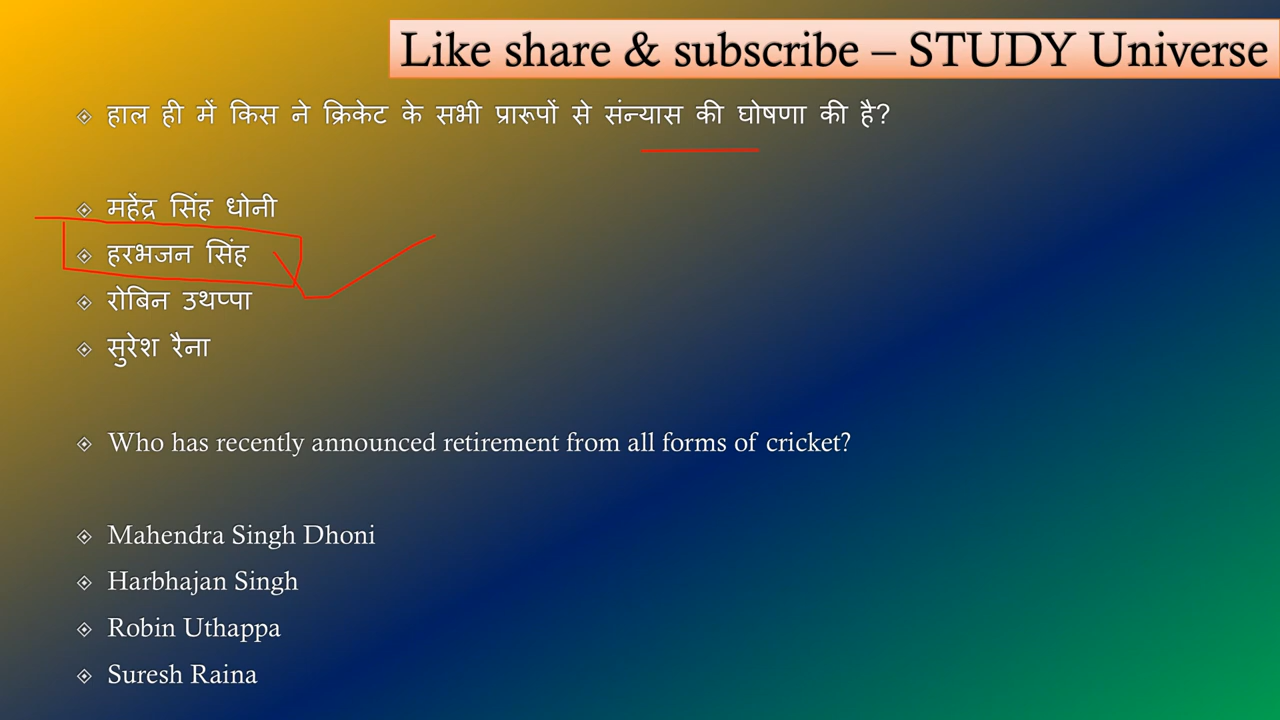 Like share & subscribe – STUDY Universe
हाल ही में किस ने क्रिकेट के सभी प्रारूपों से संन्यास की घोषणा की है?
महेंद्र सिंह धोनी
हरभजन सिंह
रोबिन उथप्पा
सुरेश रैना
Who has recently announced retirement from all forms of cricket?
Mahendra Singh Dhoni
Harbhajan Singh
Robin Uthappa
Suresh Raina